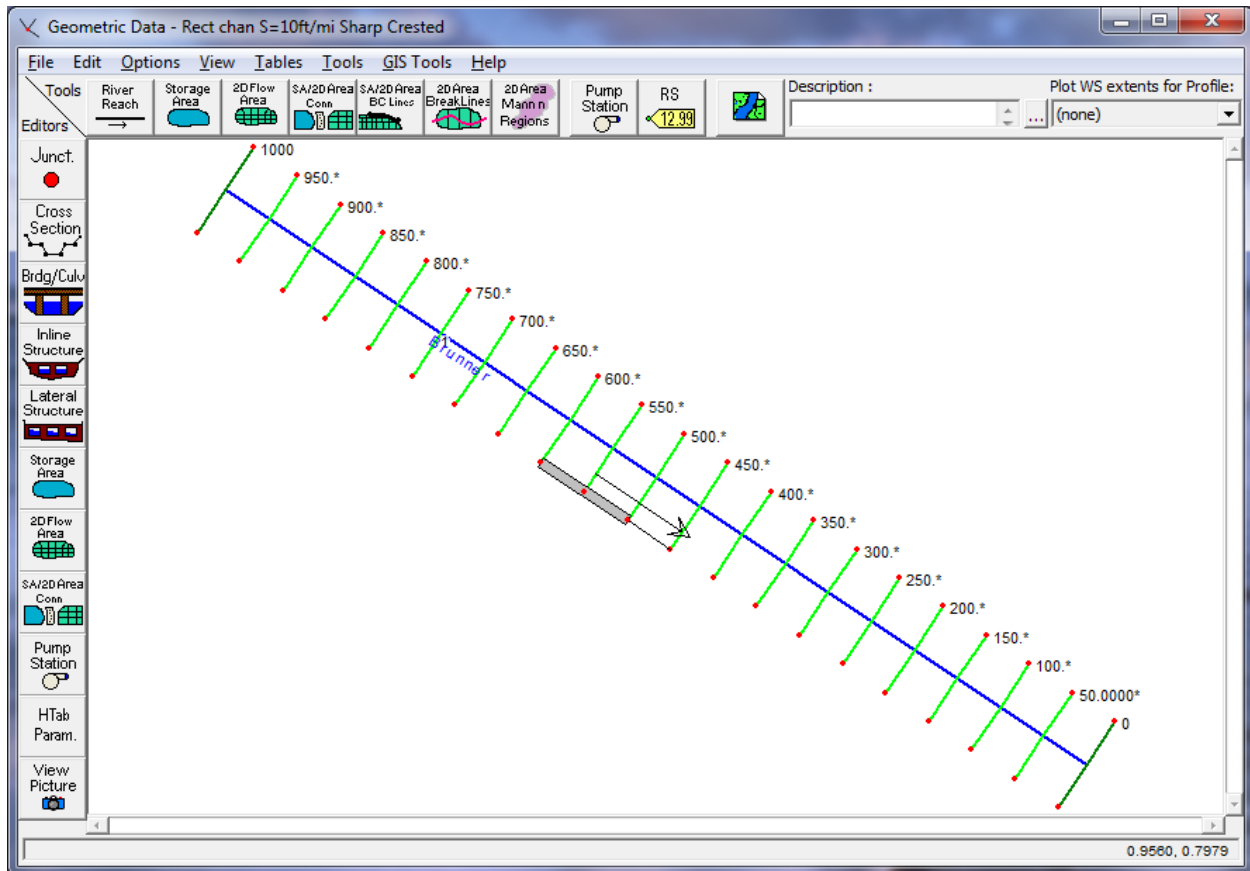 Geometric Data - Rect chan S=10ft/mi Sharp Crested
File Edit Options View Tables Tools GIS Tools Help
Tools
Editors
River
Reach
Storage
Area
2D Flow
Area
SA/2D Area
Conn
SA/2D Area
BC Lines
2D Area
BreakLines
2D Area
Mann n
Regions
Pump
Station
RS
12.99
Description :
...
Plot WS extents for Profile:
(none)
Junct.
Cross
Section
Brdg/Culv
Inline
Structure
Lateral
Structure
Storage
Area
2D Flow
Area
SA/2D Area
Conn
Pump
Station
HTab
Param.
View
Picture
1000
950.*
900.*
850.*
800.*
750.*
700.*
650.*
600.*
550.*
500.*
450.*
400.*
350.*
300.*
250.*
200.*
150.*
100.*
50.0000*
0
1
Brunner
0.9560, 0.7979